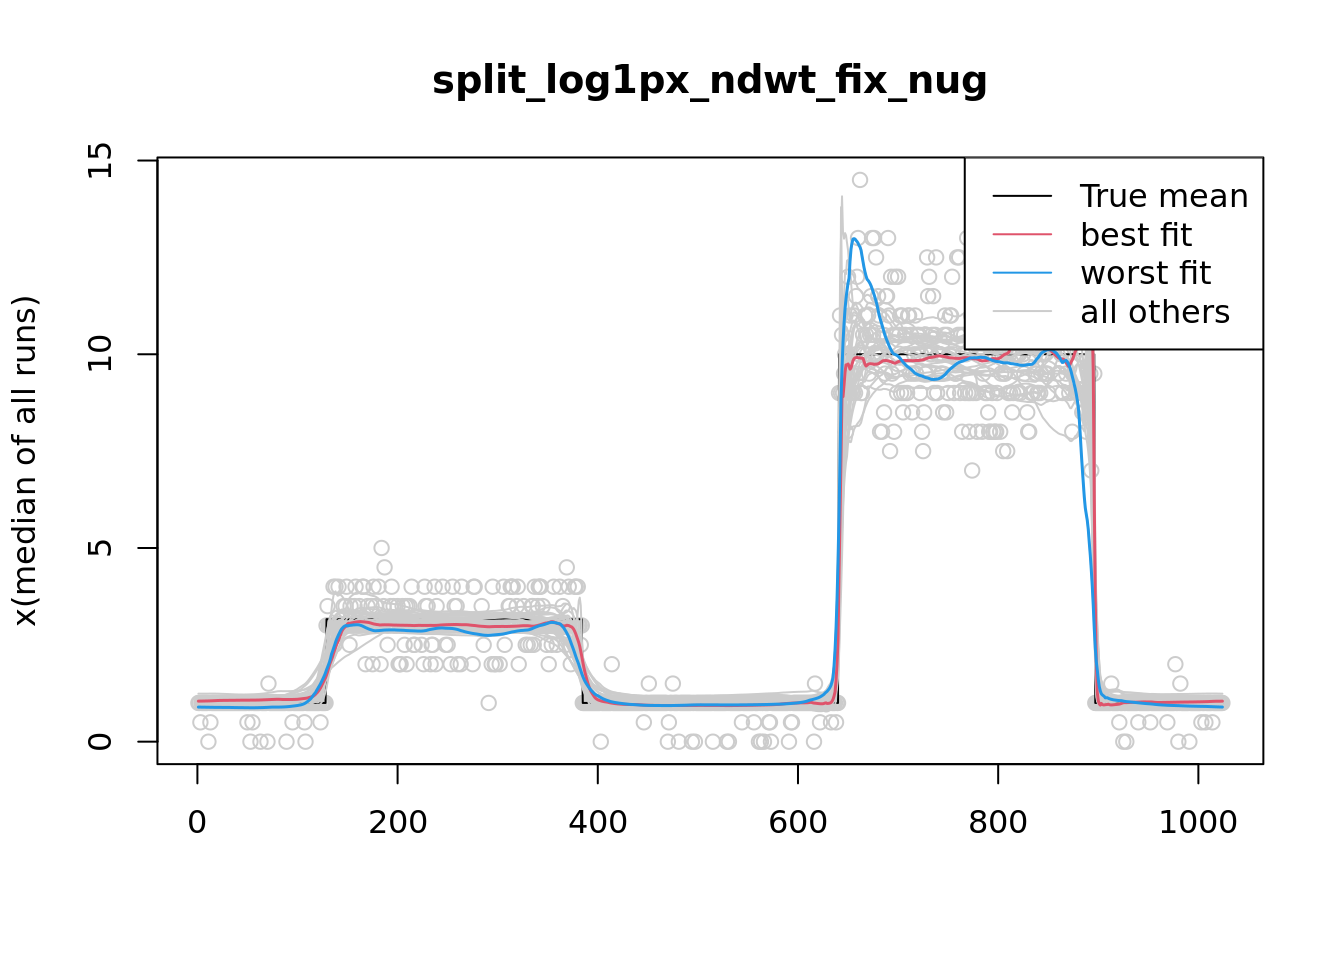 split_log1px_ndwt_fix_nug
x(median of all runs)
15
10
5
0
True mean
best fit
worst fit
all others
0 200 400 600 800 1000